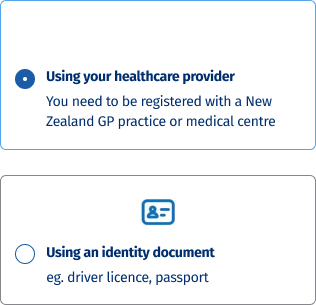 Using your healthcare provider
You need to be registered with a New
Zealand GP practice or medical centre
Using an identity document
eg. driver licence, passport